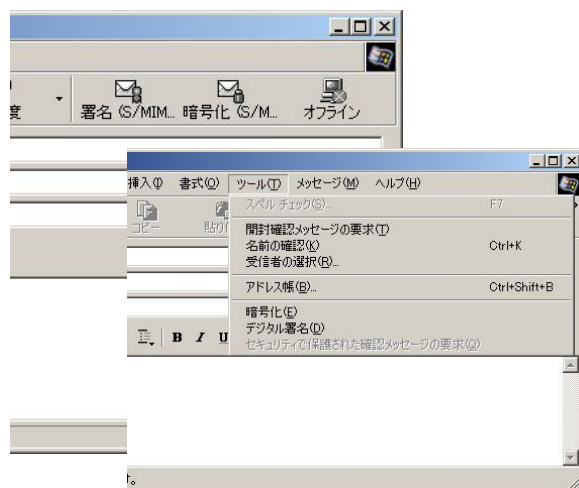 度
署名 (S/MIM... 暗号化 (S/M... オフライン
挿入(I) 書式(O) ツール(T) メッセージ(M) ヘルプ(H)
コピー 貼り付
スペル チェック(S)... F7
開封確認メッセージの要求(T)
名前の確認(K) Ctrl+K
受信者の選択(R)...
アドレス帳(B)... Ctrl+Shift+B
暗号化(E)
デジタル署名(D)
セキュリティで保護された確認メッセージの要求(Q)
B I U
。